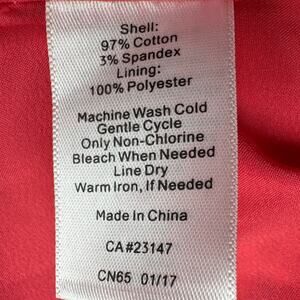 Shell:
97% Cotton
3% Spandex
Lining:
100% Polyester
Machine Wash Cold
Gentle Cycle
Only Non-Chlorine
Bleach When Needed
Line Dry
Warm Iron, If Needed
Made in China
CA#23147
CN65 01/17